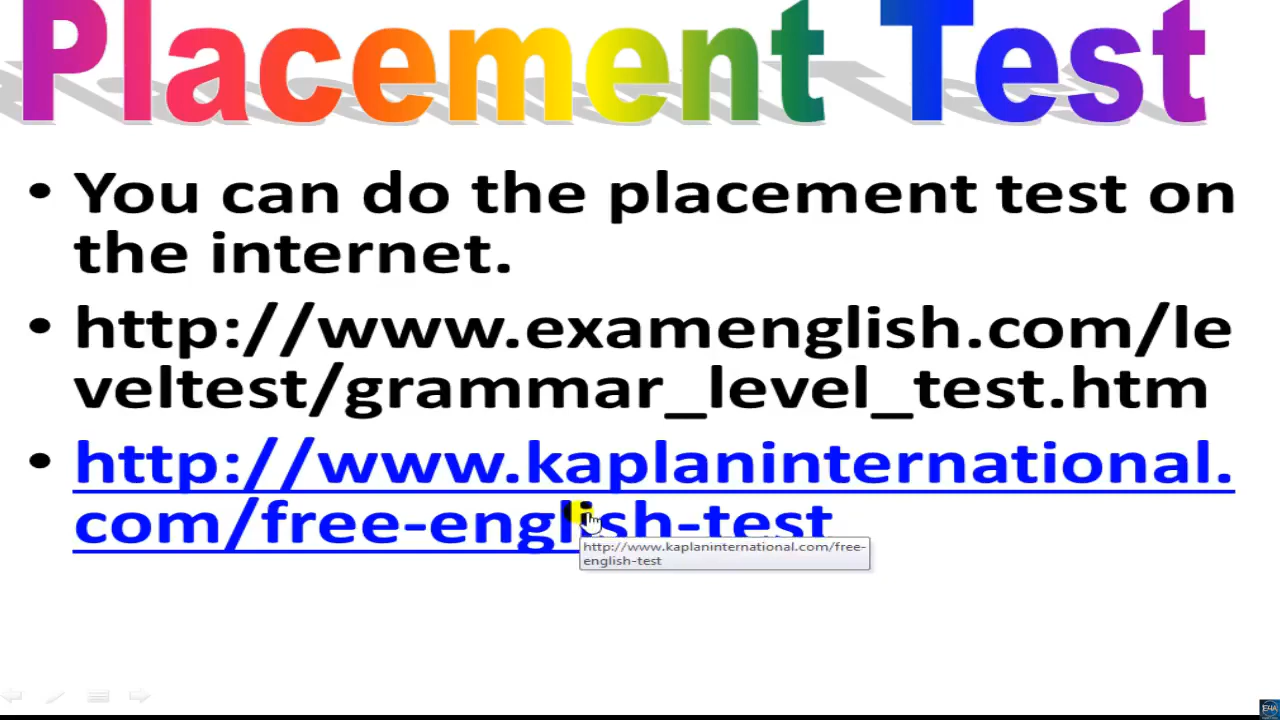 Placement Test
• You can do the placement test on
the internet.
• http://www.examenglish.com/le
veltest/grammar_level_test.htm
• http://www.kaplaninternational.
com/free-english-test
http://www.kaplaninternational.com/free-
english-test